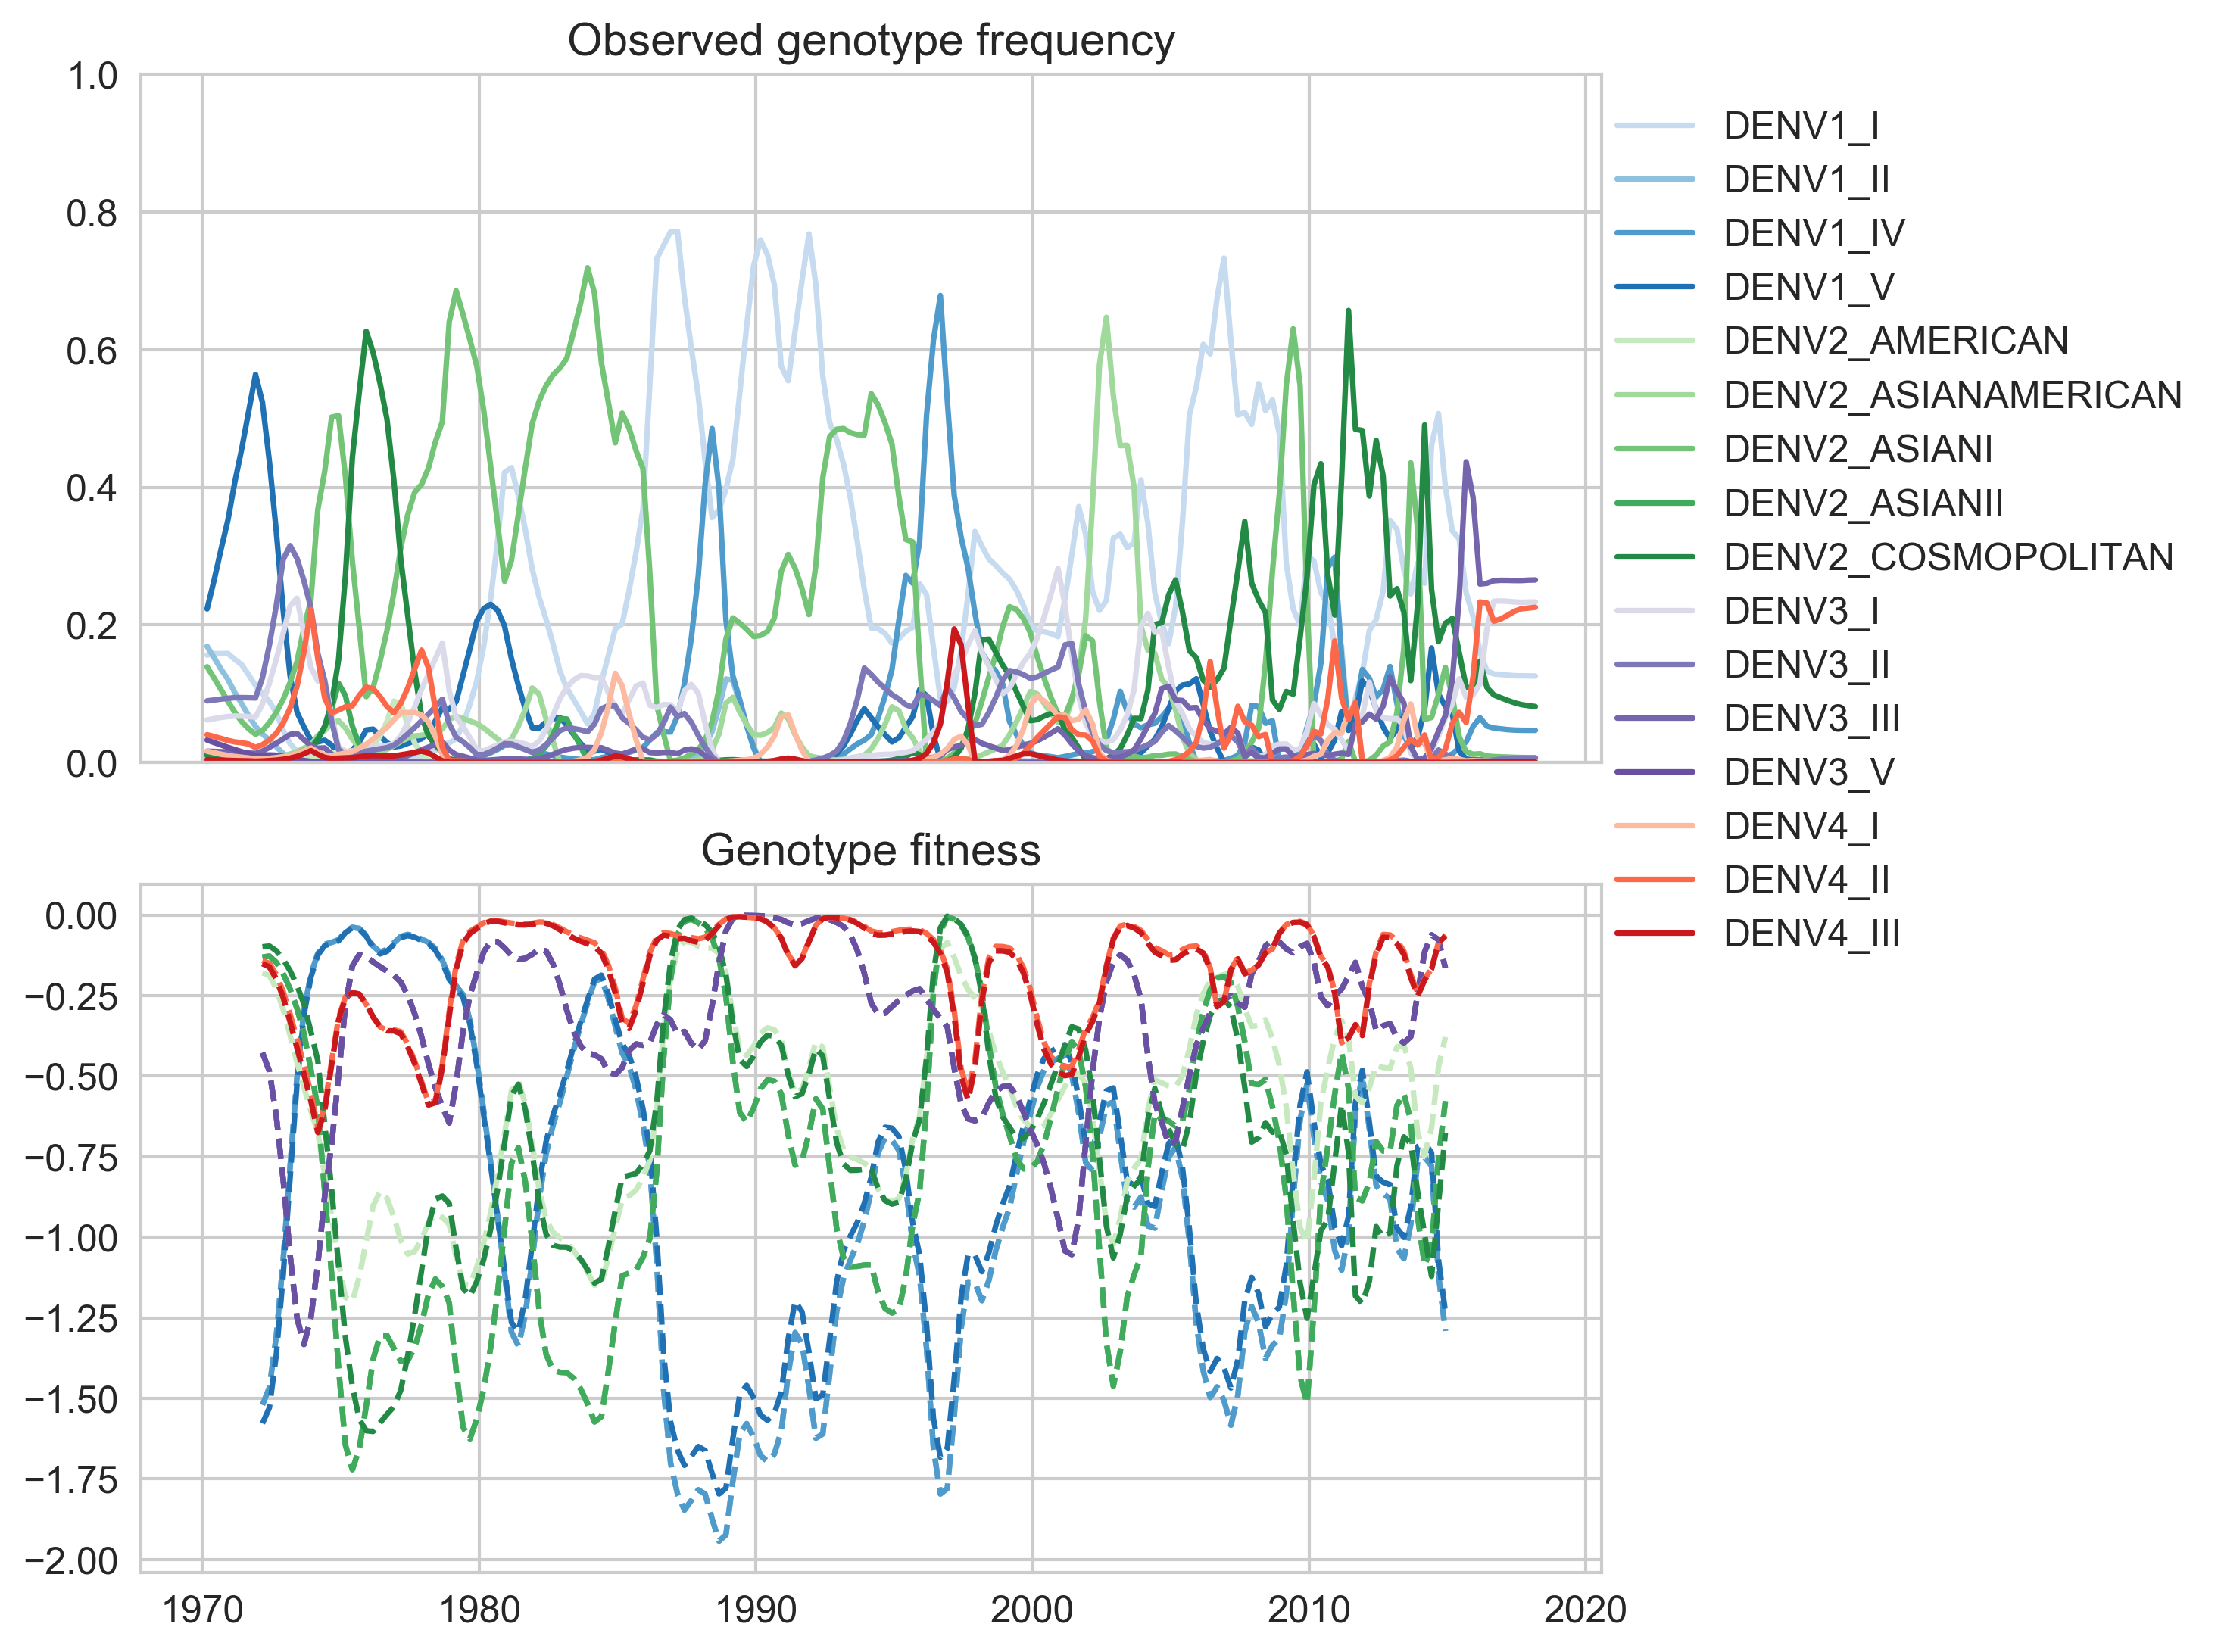 Observed genotype frequency
1.0
0.8
0.6
0.4
0.2
0.0
DENV1_I
DENV1_II
DENV1_IV
DENV1_V
DENV2_AMERICAN
DENV2_ASIANAMERICAN
DENV2_ASIANI
DENV2_ASIANII
DENV2_COSMOPOLITAN
DENV3_I
DENV3_II
DENV3_III
DENV3_V
DENV4_I
DENV4_II
DENV4_III
Genotype fitness
0.00
−0.25
−0.50
−0.75
−1.00
−1.25
−1.50
−1.75
−2.00
1970 1980 1990 2000 2010 2020